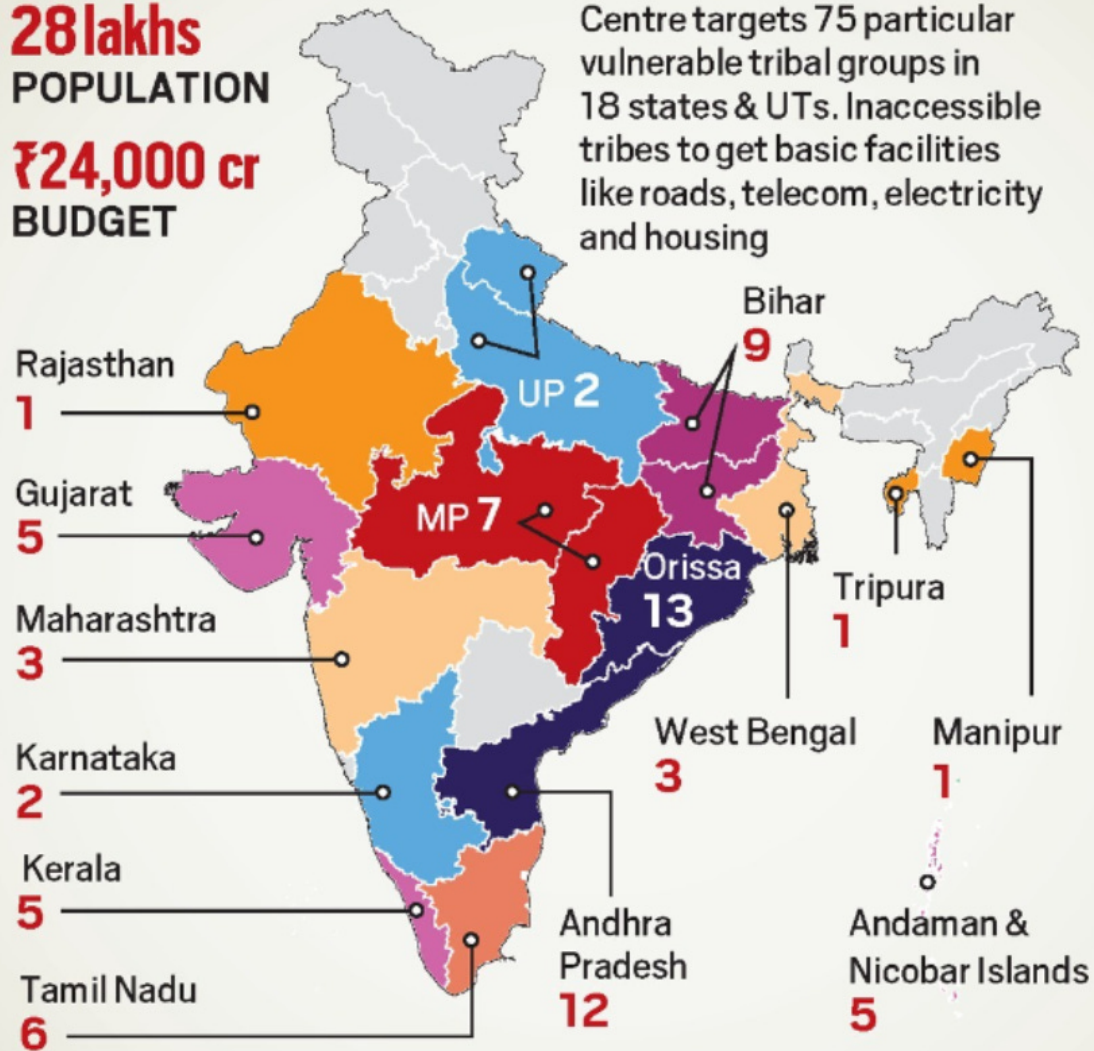 28 lakhs
POPULATION
₹24,000 cr
BUDGET
Centre targets 75 particular
vulnerable tribal groups in
18 states & UTs. Inaccessible
tribes to get basic facilities
like roads, telecom, electricity
and housing
Bihar
9
Rajasthan
1
UP 2
Gujarat
5
MP 7
Orissa
13
Tripura
1
Maharashtra
3
West Bengal
3
Manipur
1
Karnataka
2
Kerala
5
Andhra
Pradesh
12
Andaman &
Nicobar Islands
5
Tamil Nadu
6